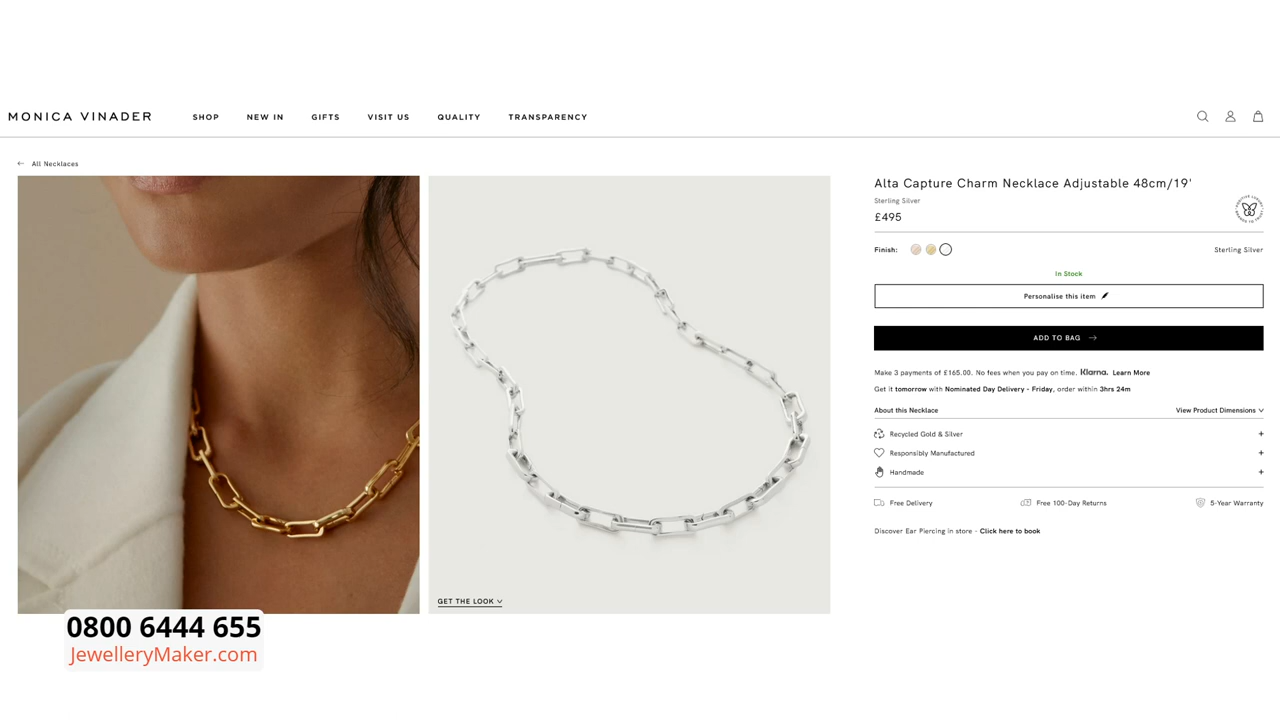 MONICA VINADER
SHOP NEW IN GIFTS VISIT US QUALITY TRANSPARENCY
← All Necklaces
Alta Capture Charm Necklace Adjustable 48cm/19'
Sterling Silver
£495
Finish: Sterling Silver
In Stock
Personalise this item
ADD TO BAG →
Make 3 payments of £165.00. No fees when you pay on time. Klarna. Learn More
Get it tomorrow with Nominated Day Delivery - Friday, order within 3hrs 24m
About this Necklace View Product Dimensions
Recycled Gold & Silver +
Responsibly Manufactured +
Handmade +
Free Delivery Free 100-Day Returns 5-Year Warranty
Discover Ear Piercing in store - Click here to book
GET THE LOOK
0800 6444 655
JewelleryMaker.com